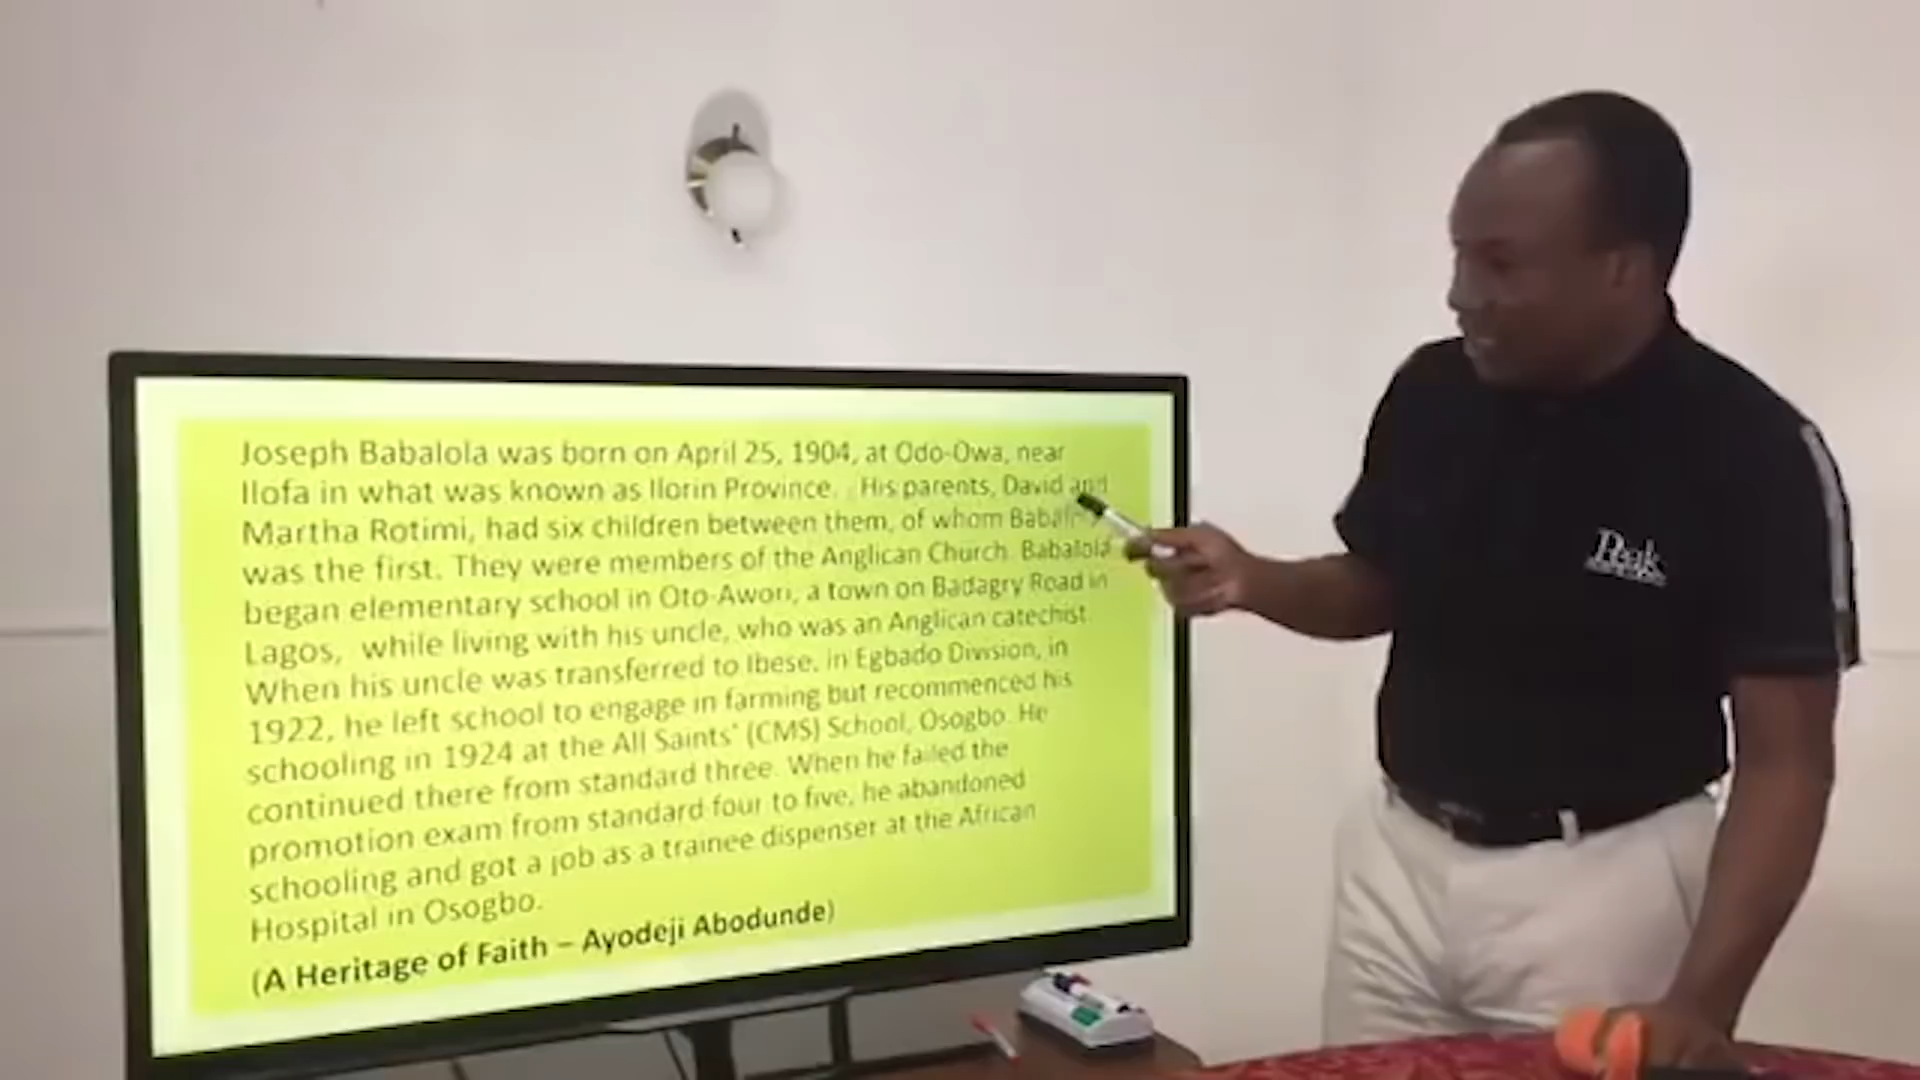 Joseph Babalola was born on April 25, 1904, at Odo-Owa, near
Ilofa in what was known as Ilorin Province. His parents, David and
Martha Rotimi, had six children between them, of whom
was the first. They were members of the Anglican Church. Babalola
began elementary school in Oto-Awori, a town on Badagry Road in
Lagos, while living with his uncle, who was an Anglican catechist.
When his uncle was transferred to Ibese, in Egbado Division, in
1922, he left school to engage in farming but recommenced his
schooling in 1924 at the All Saints' (CMS) School, Osogbo. He
continued there from standard three. When he failed the
promotion exam from standard four to five, he abandoned
schooling and got a job as a trainee dispenser at the African
Hospital in Osogbo.
(A Heritage of Faith – Ayodeji Abodunde)
Peak